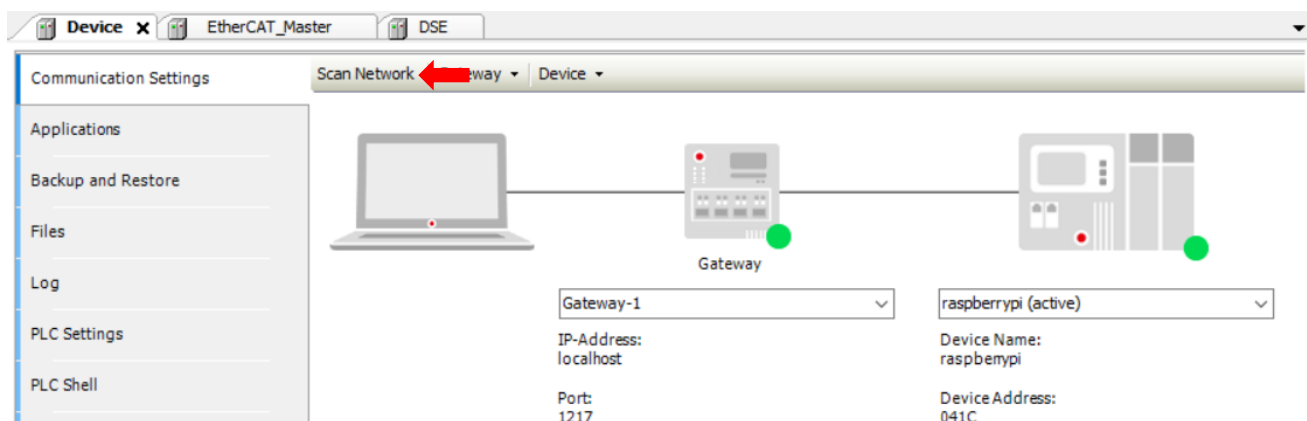 Device EtherCAT_Master DSE
Communication Settings
Scan Network way Device
Applications
Backup and Restore
Files
Gateway
Log
Gateway-1 raspberrypi (active)
PLC Settings
IP-Address: Device Name:
localhost raspberrypi
PLC Shell
Port: Device Address:
1217 041C